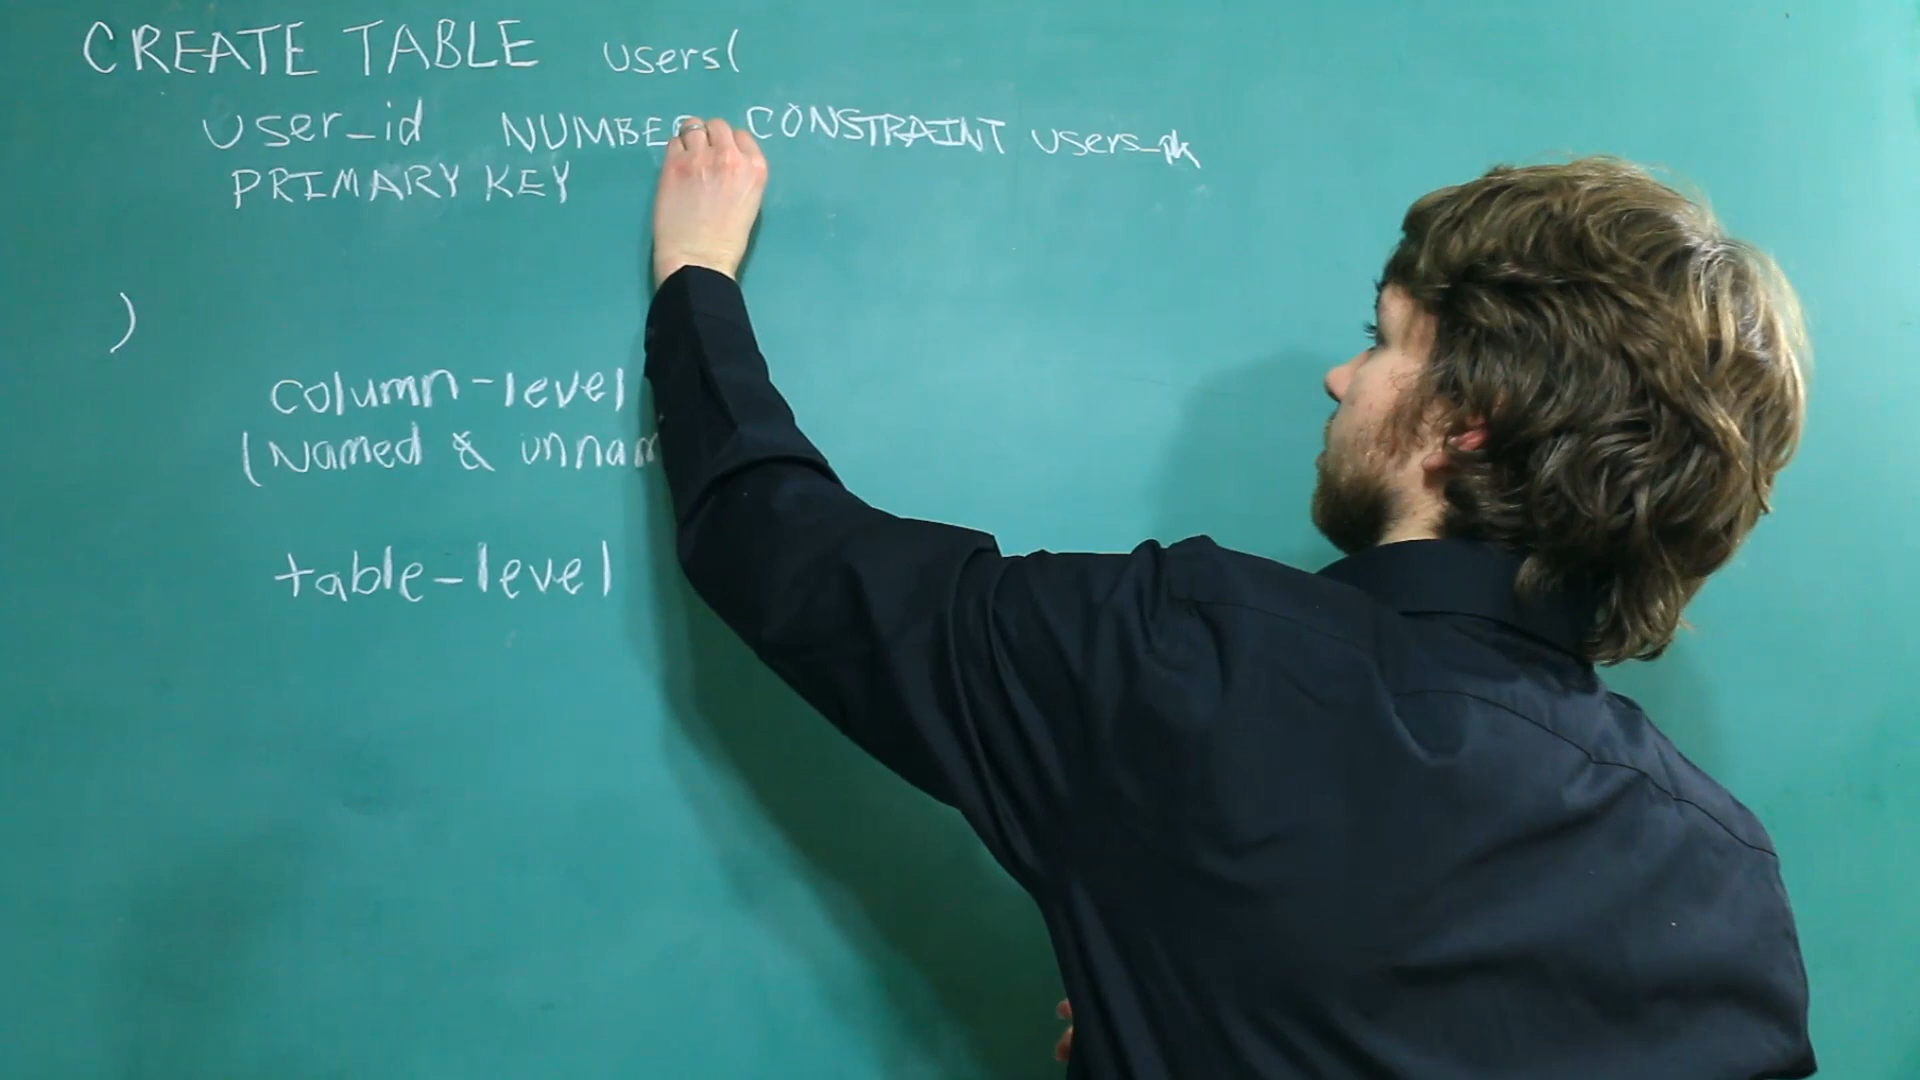 CREATE TABLE users(
user_id NUMBER CONSTRAINT users_pk
PRIMARY KEY
)
column-level
(Named & unnam
table-level